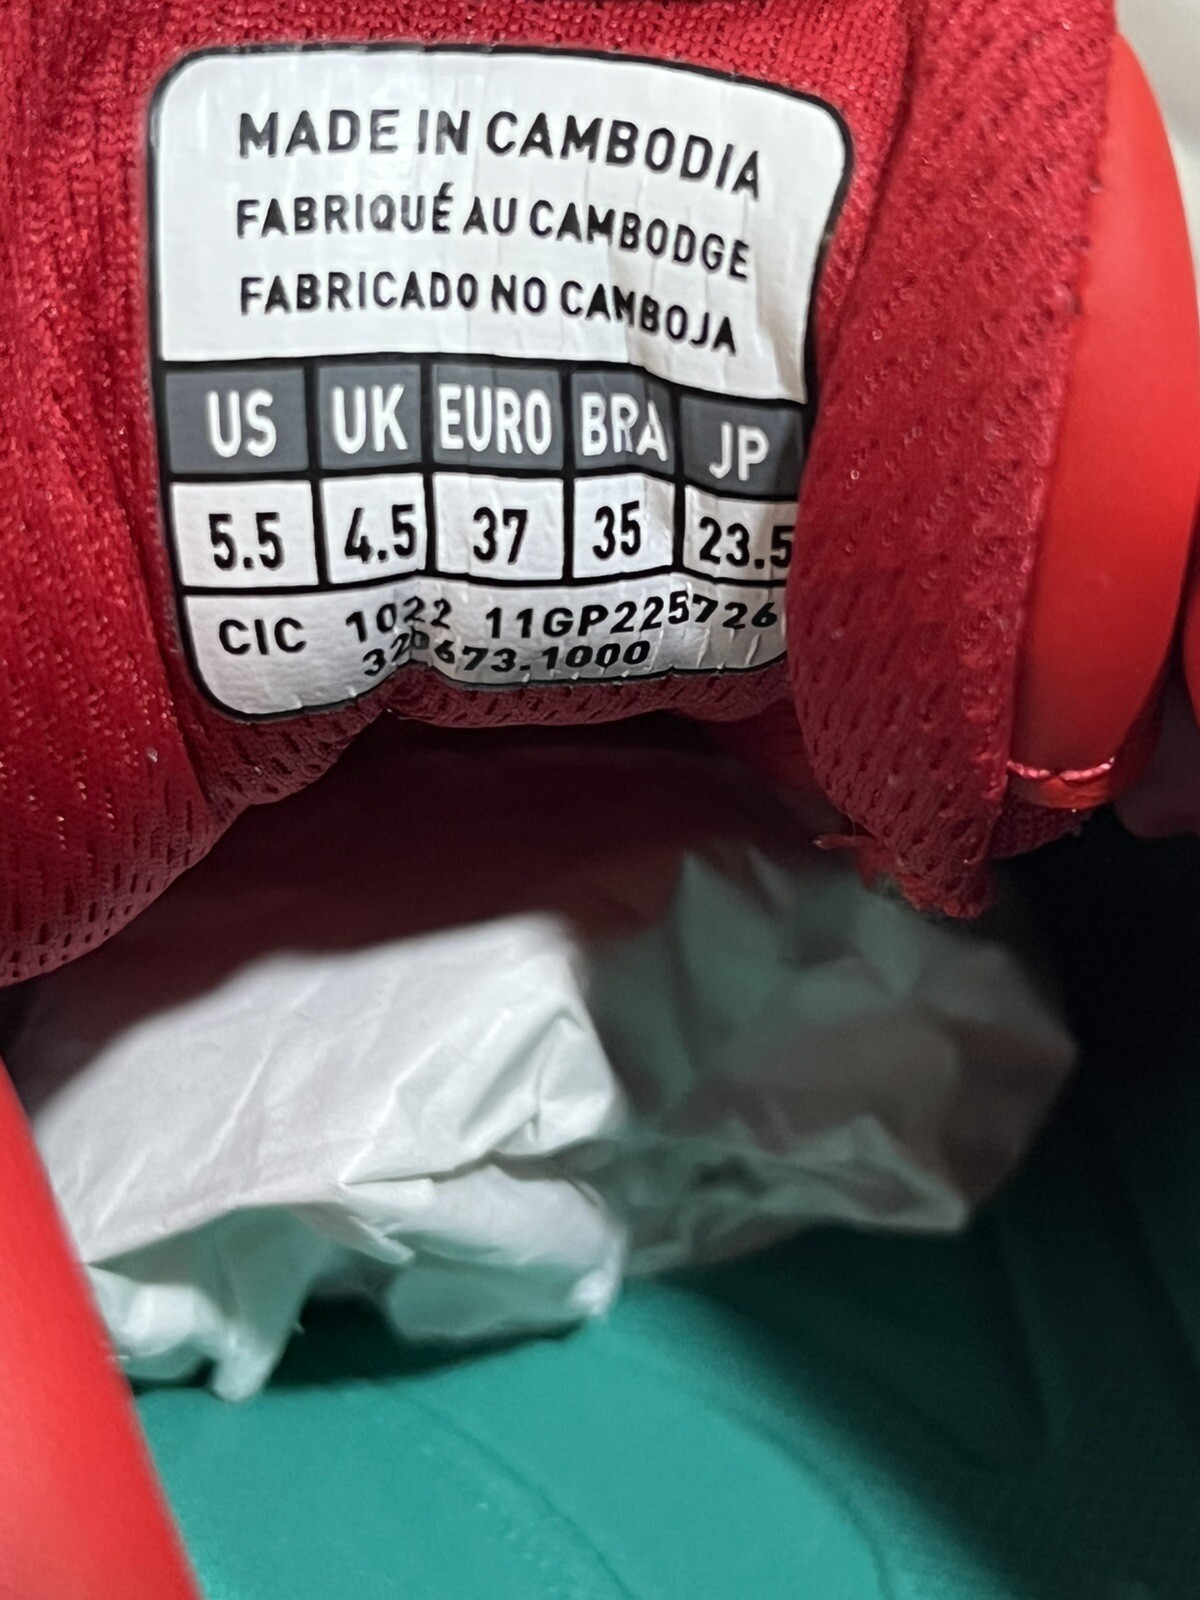 MADE IN CAMBODIA
FABRIQUÉ AU CAMBODGE
FABRICADO NO CAMBOJA
US UK EURO BRA JP
5.5 4.5 37 35 23.5
CIC 1022 11GP225726
320673.1000